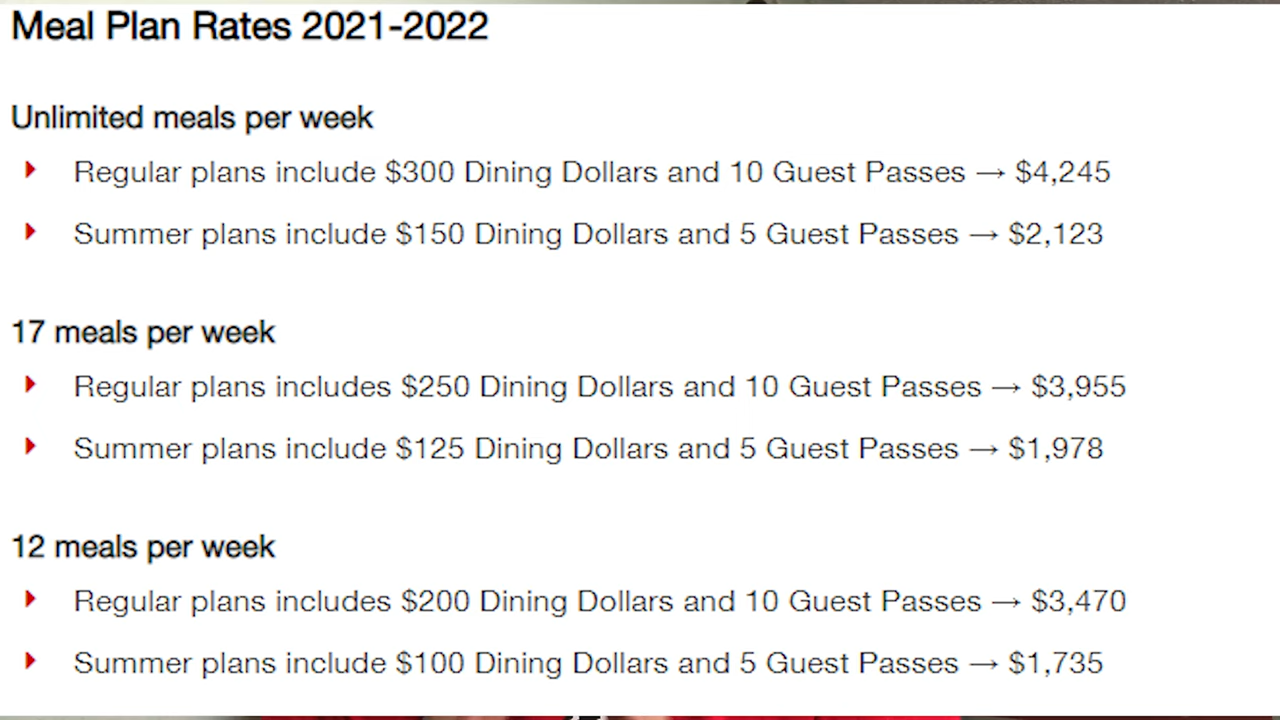 Meal Plan Rates 2021-2022
Unlimited meals per week
Regular plans include $300 Dining Dollars and 10 Guest Passes → $4,245
Summer plans include $150 Dining Dollars and 5 Guest Passes → $2,123
17 meals per week
Regular plans includes $250 Dining Dollars and 10 Guest Passes → $3,955
Summer plans include $125 Dining Dollars and 5 Guest Passes → $1,978
12 meals per week
Regular plans includes $200 Dining Dollars and 10 Guest Passes → $3,470
Summer plans include $100 Dining Dollars and 5 Guest Passes → $1,735